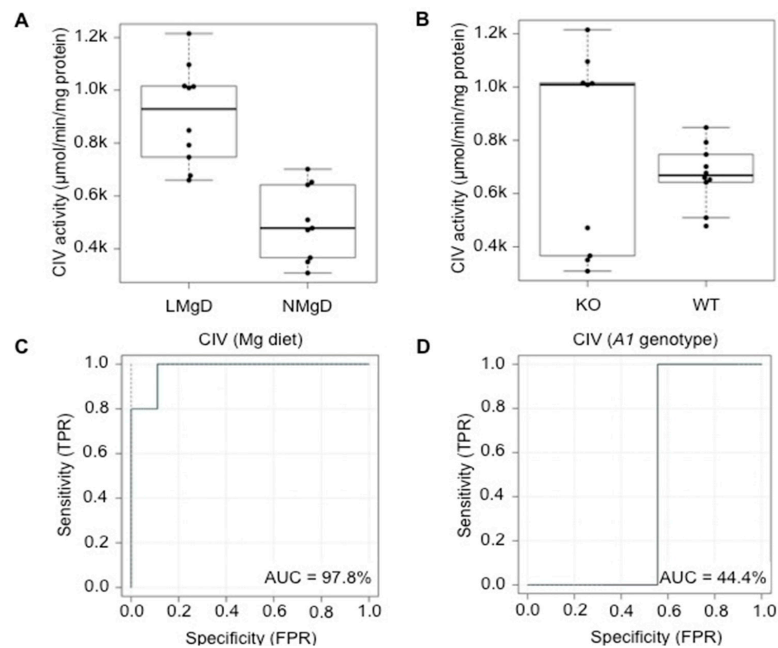 A
CIV activity (µmol/min/mg protein)
1.2k
1.0k
0.8k
0.6k
0.4k
LMgD
NMgD
B
CIV activity (µmol/min/mg protein)
1.2k
1.0k
0.8k
0.6k
0.4k
KO
WT
C
CIV (Mg diet)
Sensitivity (TPR)
1.0
0.8
0.6
0.4
0.2
0.0
AUC = 97.8%
0.0 0.2 0.4 0.6 0.8 1.0
Specificity (FPR)
D
CIV (A1 genotype)
Sensitivity (TPR)
1.0
0.8
0.6
0.4
0.2
0.0
AUC = 44.4%
0.0 0.2 0.4 0.6 0.8 1.0
Specificity (FPR)